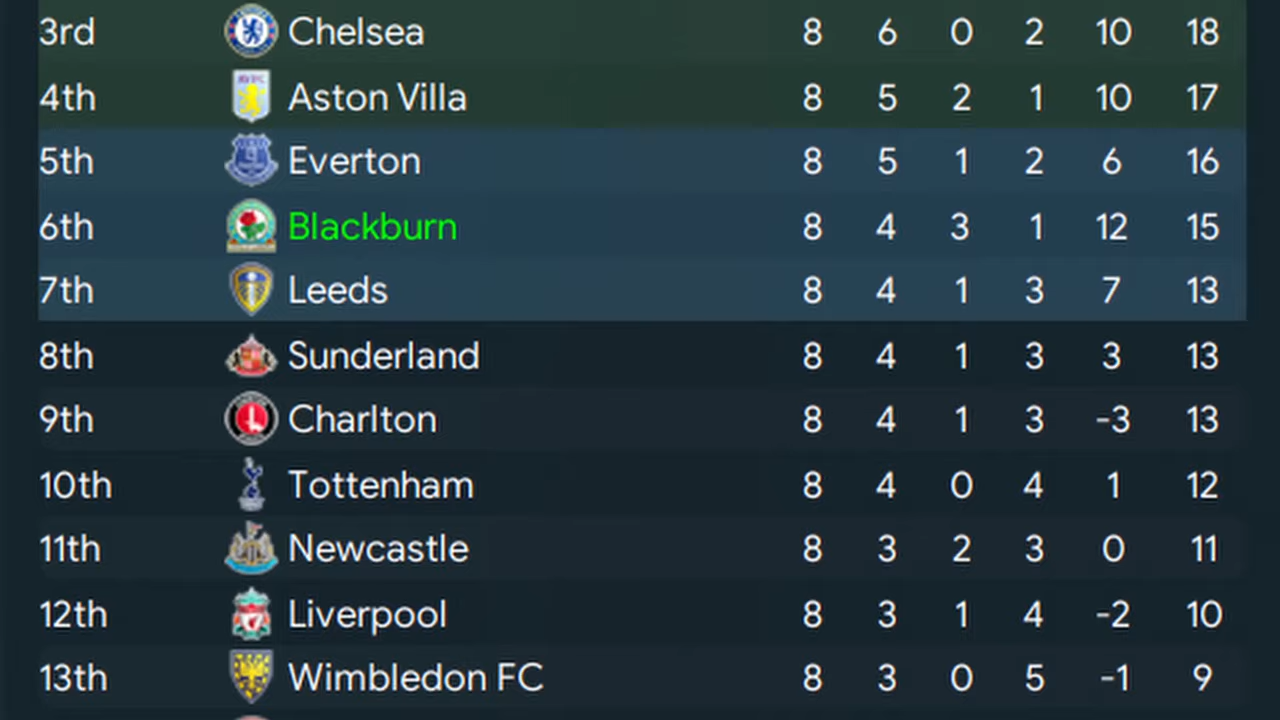 3rd Chelsea 8 6 0 2 10 18
4th Aston Villa 8 5 2 1 10 17
5th Everton 8 5 1 2 6 16
6th Blackburn 8 4 3 1 12 15
7th Leeds 8 4 1 3 7 13
8th Sunderland 8 4 1 3 3 13
9th Charlton 8 4 1 3 -3 13
10th Tottenham 8 4 0 4 1 12
11th Newcastle 8 3 2 3 0 11
12th Liverpool 8 3 1 4 -2 10
13th Wimbledon FC 8 3 0 5 -1 9